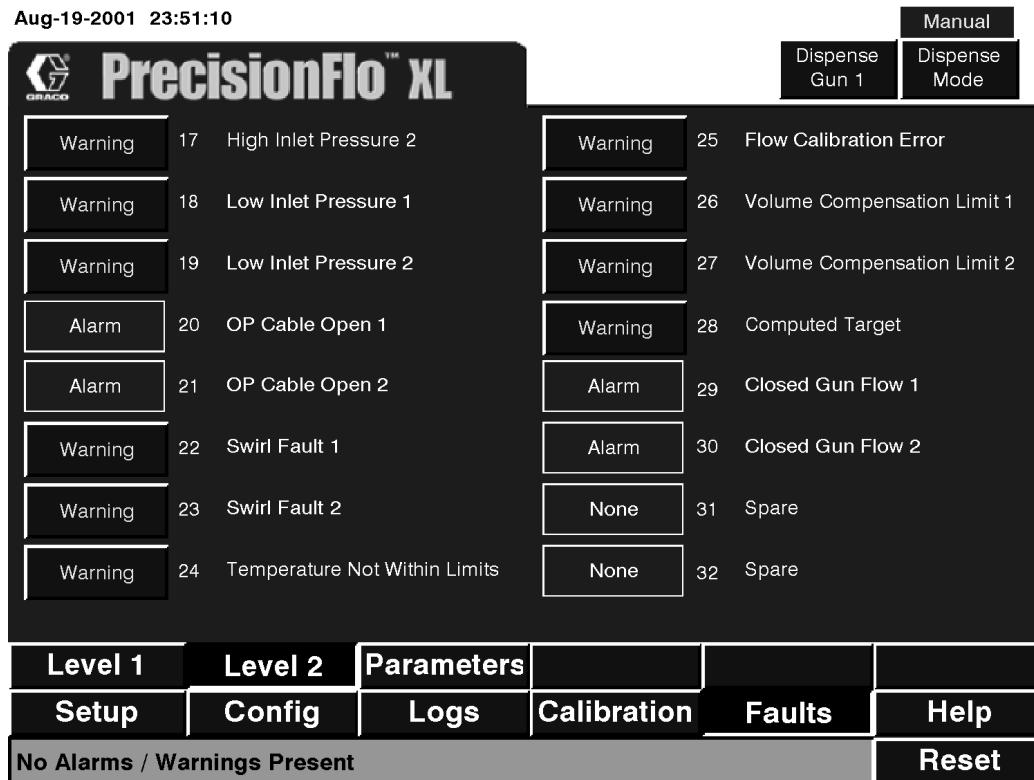 Aug-19-2001 23:51:10
Manual
Dispense Gun 1
Dispense Mode
GRACO
PrecisionFlo™ XL
Warning 17 High Inlet Pressure 2
Warning 18 Low Inlet Pressure 1
Warning 19 Low Inlet Pressure 2
Alarm 20 OP Cable Open 1
Alarm 21 OP Cable Open 2
Warning 22 Swirl Fault 1
Warning 23 Swirl Fault 2
Warning 24 Temperature Not Within Limits
Warning 25 Flow Calibration Error
Warning 26 Volume Compensation Limit 1
Warning 27 Volume Compensation Limit 2
Warning 28 Computed Target
Alarm 29 Closed Gun Flow 1
Alarm 30 Closed Gun Flow 2
None 31 Spare
None 32 Spare
Level 1 Level 2 Parameters
Setup Config Logs Calibration Faults Help
No Alarms / Warnings Present Reset